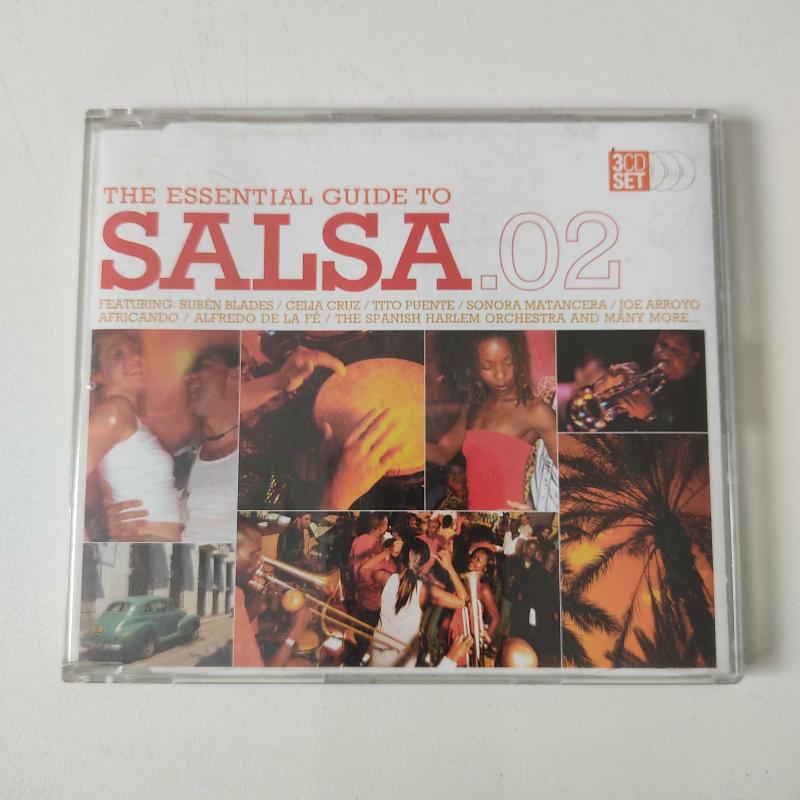 3CD
SET
THE ESSENTIAL GUIDE TO
SALSA.02
FEATURING: RUBÉN BLADES / CELIA CRUZ / TITO PUENTE / SONORA MATANCERA / JOE ARROYO
AFRICANDO / ALFREDO DE LA FÉ / THE SPANISH HARLEM ORCHESTRA AND MANY MORE...